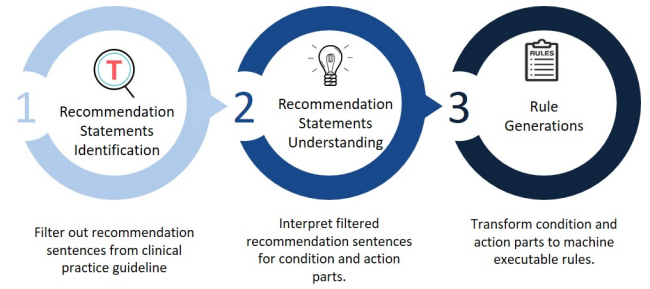 1
T
Recommendation
Statements
Identification
Filter out recommendation
sentences from clinical
practice guideline
2
Recommendation
Statements
Understanding
Interpret filtered
recommendation sentences
for condition and action
parts.
3
RULES
Rule
Generations
Transform condition and
action parts to machine
executable rules.